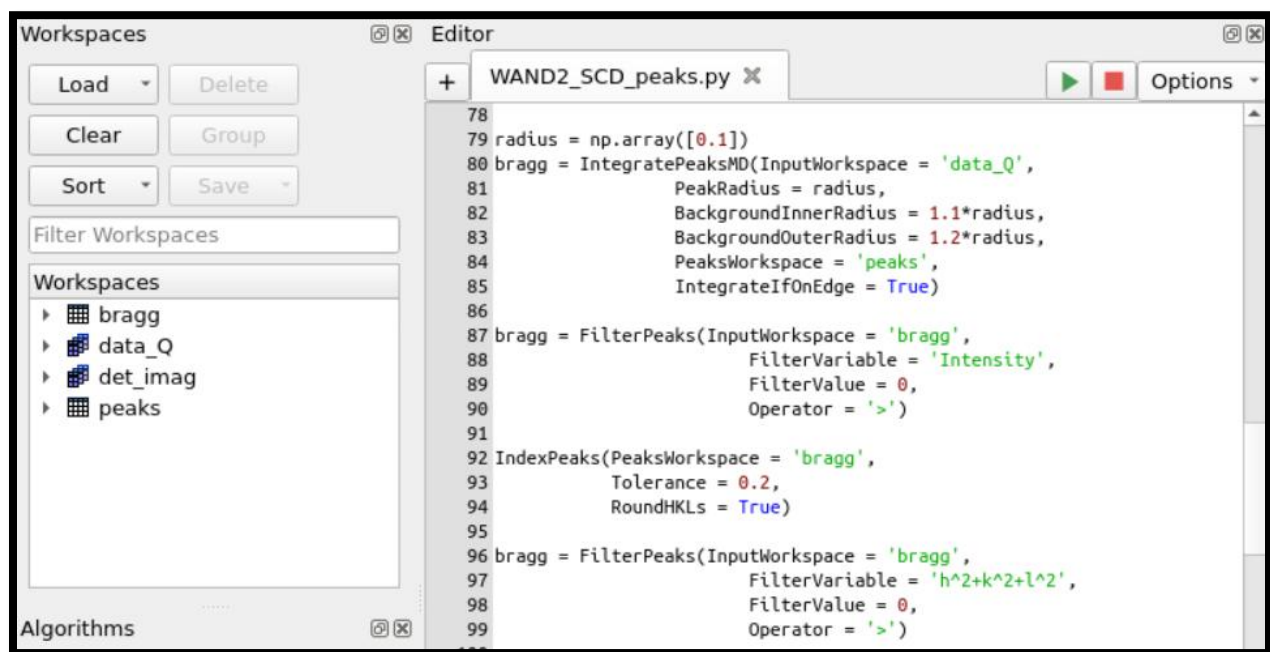 Workspaces
Load
Delete
Clear
Group
Sort
Save
Filter Workspaces
Workspaces
bragg
data_Q
det_imag
peaks
Algorithms
Editor
+ WAND2_SCD_peaks.py Options
78
79 radius = np.array([0.1])
80 bragg = IntegratePeaksMD(InputWorkspace = 'data_Q',
81 PeakRadius = radius,
82 BackgroundInnerRadius = 1.1*radius,
83 BackgroundOuterRadius = 1.2*radius,
84 PeaksWorkspace = 'peaks',
85 IntegrateIfOnEdge = True)
86
87 bragg = FilterPeaks(InputWorkspace = 'bragg',
88 FilterVariable = 'Intensity',
89 FilterValue = 0,
90 Operator = '>')
91
92 IndexPeaks(PeaksWorkspace = 'bragg',
93 Tolerance = 0.2,
94 RoundHKLs = True)
95
96 bragg = FilterPeaks(InputWorkspace = 'bragg',
97 FilterVariable = 'h^2+k^2+l^2',
98 FilterValue = 0,
99 Operator = '>')